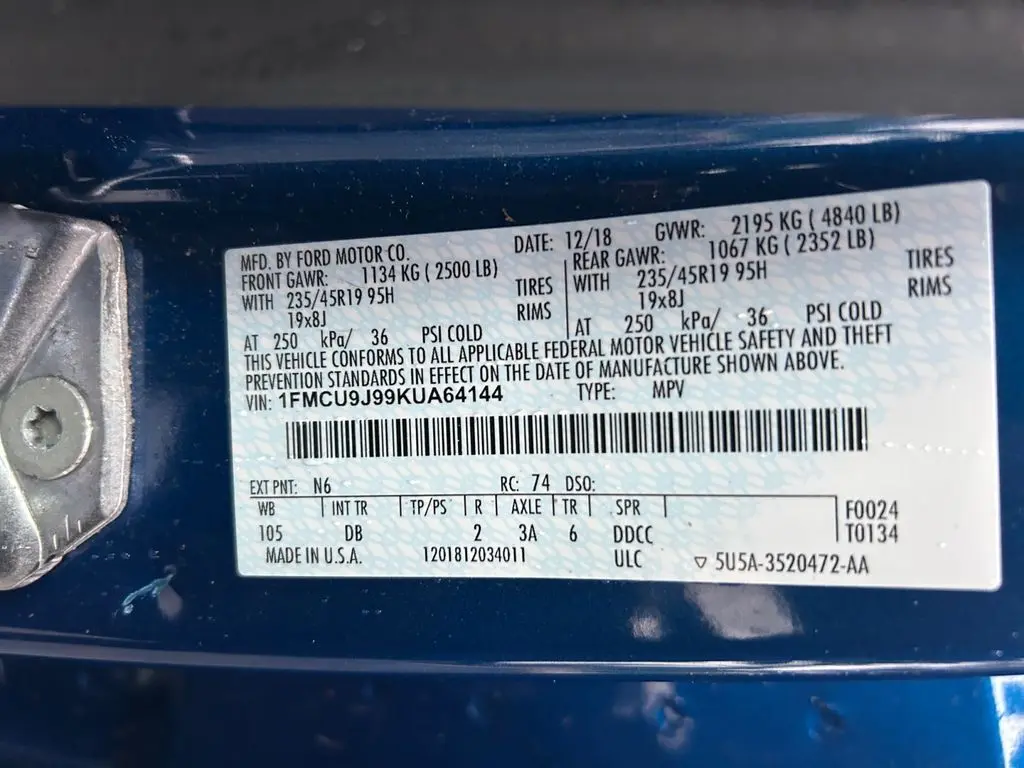 MFD. BY FORD MOTOR CO. DATE: 12/18 GVWR: 2195 KG ( 4840 LB)
FRONT GAWR: 1134 KG ( 2500 LB) REAR GAWR: 1067 KG ( 2352 LB)
WITH 235/45R19 95H TIRES WITH 235/45R19 95H TIRES
19x8J RIMS 19x8J RIMS
AT 250 kPa/ 36 PSI COLD AT 250 kPa/ 36 PSI COLD
THIS VEHICLE CONFORMS TO ALL APPLICABLE FEDERAL MOTOR VEHICLE SAFETY AND THEFT
PREVENTION STANDARDS IN EFFECT ON THE DATE OF MANUFACTURE SHOWN ABOVE.
VIN: 1FMCU9J99KUA64144 TYPE: MPV
EXT PNT: N6 RC: 74 DSO:
WB INT TR TP/PS R AXLE TR SPR F0024
105 DB 2 3A 6 DDCC T0134
MADE IN U.S.A. 1201812034011 ULC ▽ 5U5A-3520472-AA